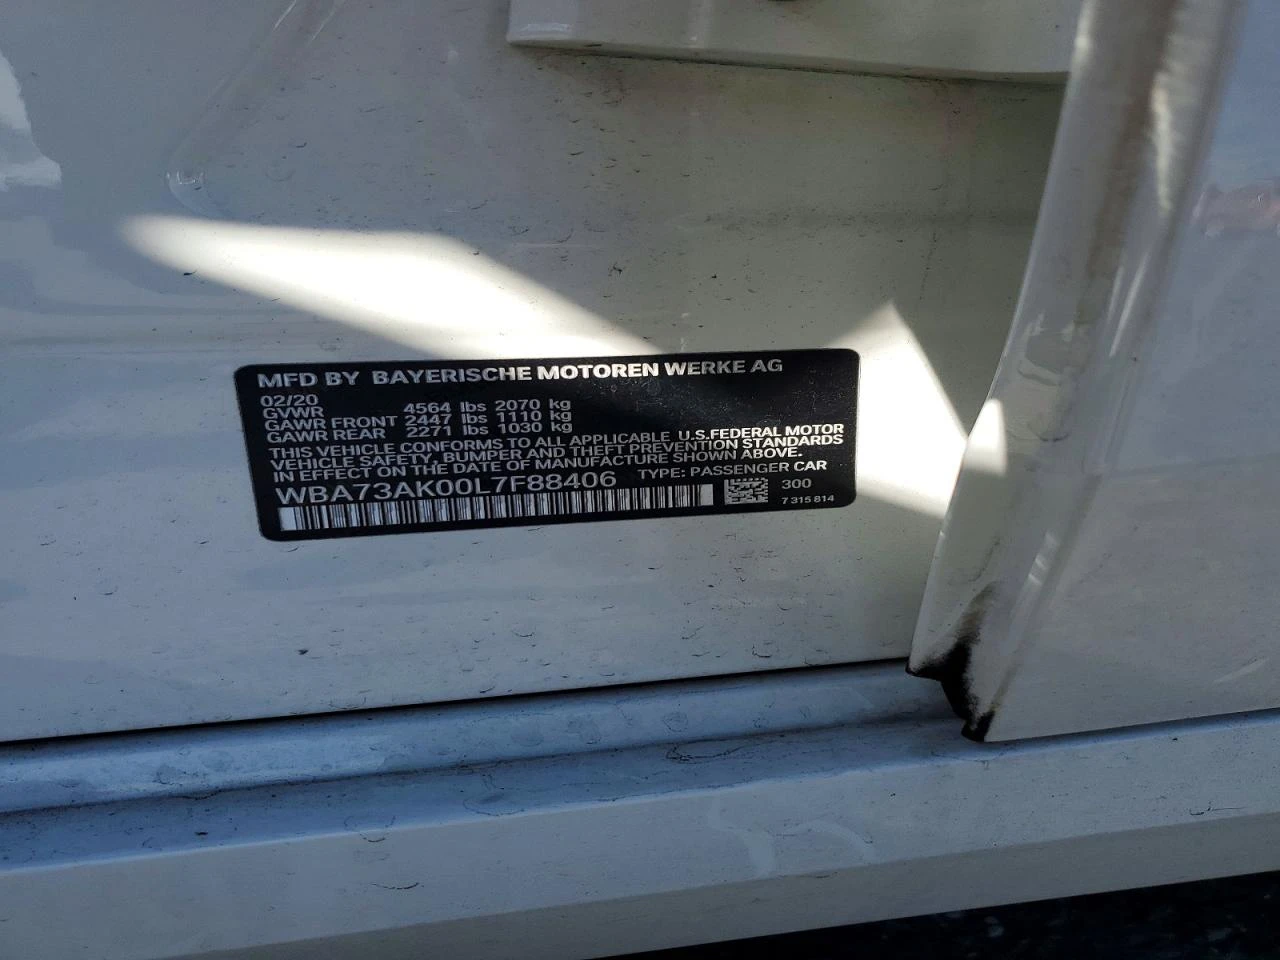 MFD BY BAYERISCHE MOTOREN WERKE AG
02/20
GVWR 4564 lbs 2070 kg
GAWR FRONT 2447 lbs 1110 kg
GAWR REAR 2271 lbs 1030 kg
THIS VEHICLE CONFORMS TO ALL APPLICABLE U.S.FEDERAL MOTOR
VEHICLE SAFETY, BUMPER AND THEFT PREVENTION STANDARDS
IN EFFECT ON THE DATE OF MANUFACTURE SHOWN ABOVE.
TYPE: PASSENGER CAR
WBA73AK00L7F88406
300
7 315 814